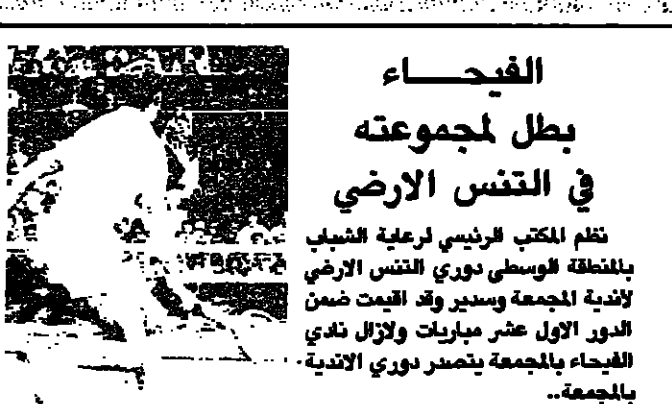 الفيحـــاء
بطل لمجموعته
في التنس الارضي
نظم المكتب الرئيسي لرعاية الشباب
بالمنطقة الوسطى دوري التنس الارضي
لاندية المجمعة وسدير وقد اقيمت ضمن
الدور الاول عشر مباريات ولازال نادي
الفيحاء بالمجمعة يتصدر دوري الاندية
بالمجمعة..